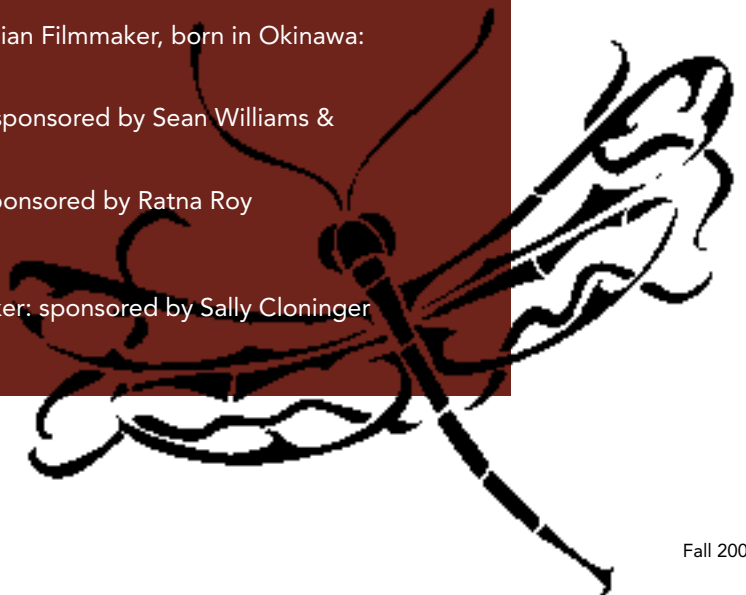 ian Filmmaker, born in Okinawa:
sponsored by Sean Williams &
ponsored by Ratna Roy
ker: sponsored by Sally Cloninger
Fall 200